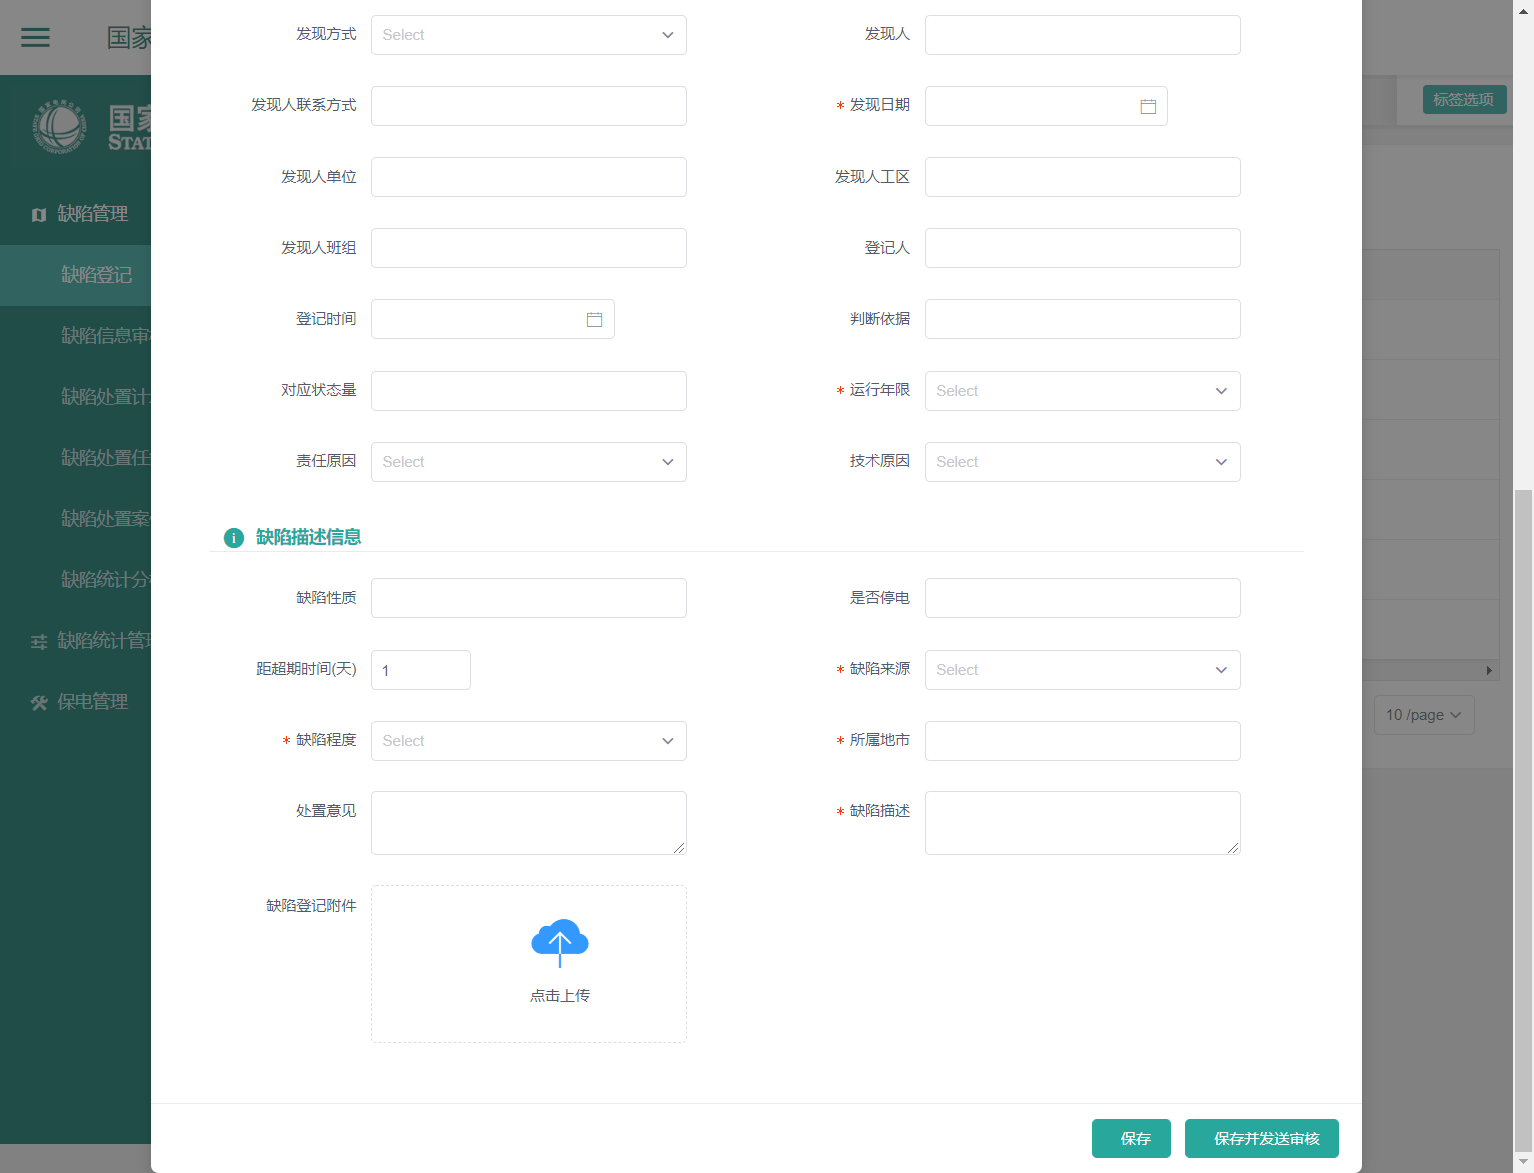 国家
标签选项
国家
STAT
缺陷管理
缺陷登记
缺陷信息审
缺陷处置计
缺陷处置任
缺陷处置案
缺陷统计分
缺陷统计管
保电管理
发现方式 Select
发现人
发现人联系方式
* 发现日期
发现人单位
发现人工区
发现人班组
登记人
登记时间
判断依据
对应状态量
* 运行年限 Select
责任原因 Select
技术原因 Select
缺陷描述信息
缺陷性质
是否停电
距超期时间(天) 1
* 缺陷来源 Select
* 缺陷程度 Select
* 所属地市
处置意见
* 缺陷描述
缺陷登记附件
点击上传
10 /page
保存
保存并发送审核